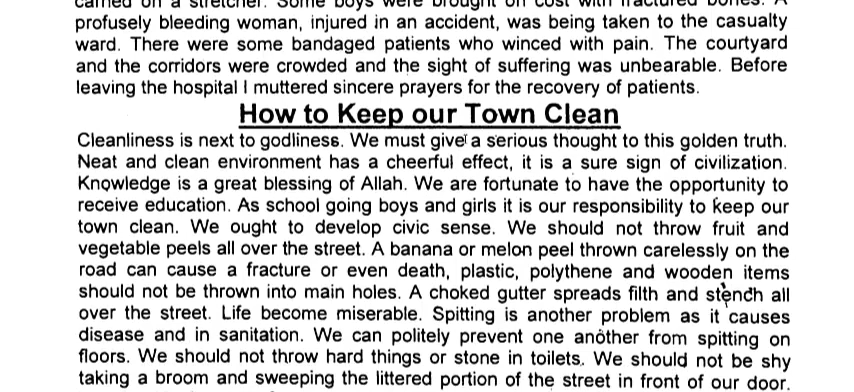 carried on a stretcher. Some boys were brought on cost with fractured bones. A
profusely bleeding woman, injured in an accident, was being taken to the casualty
ward. There were some bandaged patients who winced with pain. The courtyard
and the corridors were crowded and the sight of suffering was unbearable. Before
leaving the hospital I muttered sincere prayers for the recovery of patients.
How to Keep our Town Clean
Cleanliness is next to godliness. We must give a serious thought to this golden truth.
Neat and clean environment has a cheerful effect, it is a sure sign of civilization.
Knowledge is a great blessing of Allah. We are fortunate to have the opportunity to
receive education. As school going boys and girls it is our responsibility to keep our
town clean. We ought to develop civic sense. We should not throw fruit and
vegetable peels all over the street. A banana or melon peel thrown carelessly on the
road can cause a fracture or even death, plastic, polythene and wooden items
should not be thrown into main holes. A choked gutter spreads filth and stench all
over the street. Life become miserable. Spitting is another problem as it causes
disease and in sanitation. We can politely prevent one another from spitting on
floors. We should not throw hard things or stone in toilets. We should not be shy
taking a broom and sweeping the littered portion of the street in front of our door.